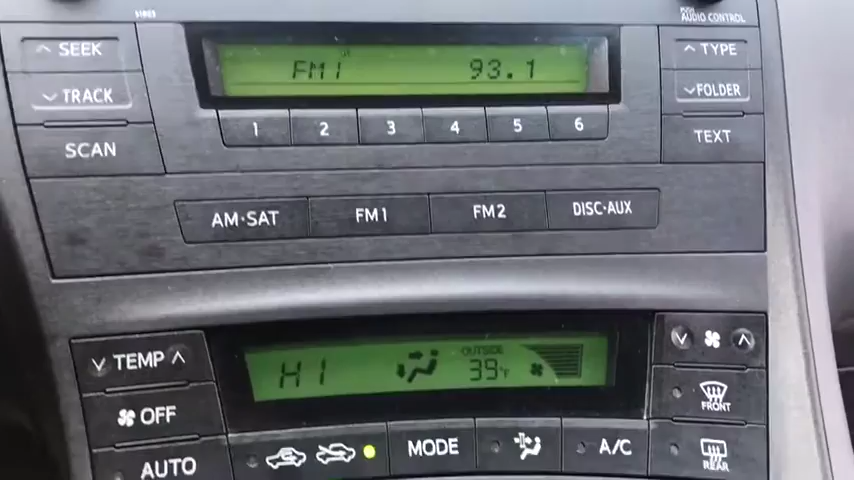 PUSH
AUDIO CONTROL
SEEK
TRACK
SCAN
FM1 93.1
TYPE
FOLDER
TEXT
1 2 3 4 5 6
AM·SAT FM1 FM2 DISC·AUX
TEMP
OFF
AUTO
HI
OUTSIDE
39°F
MODE
A/C
FRONT
REAR